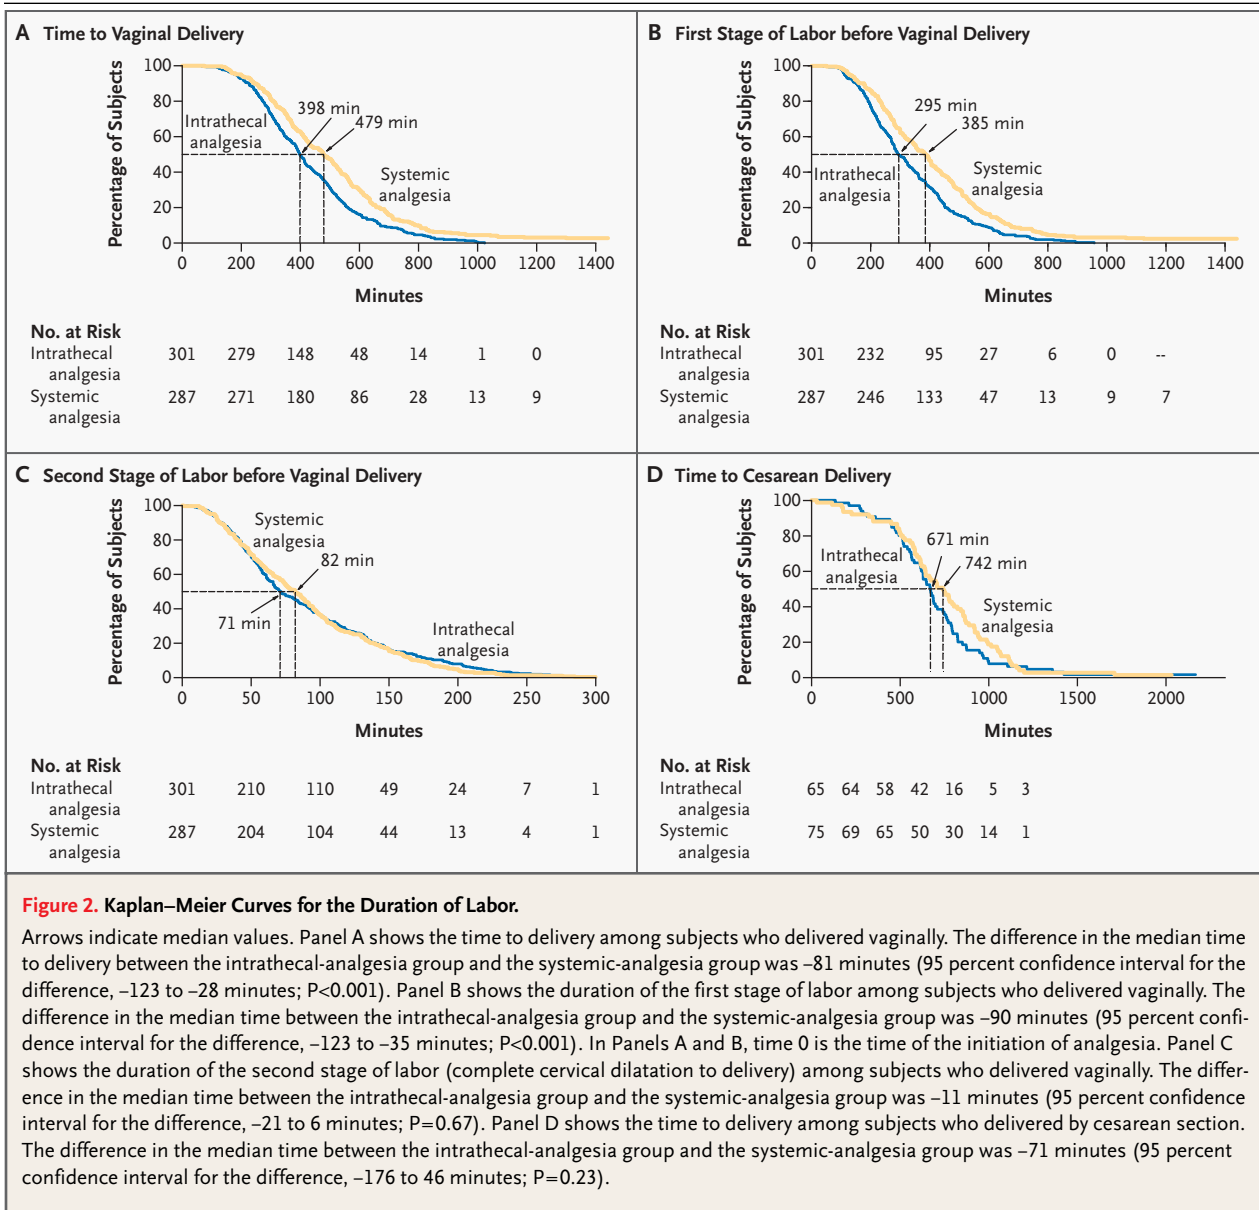 A Time to Vaginal Delivery
Percentage of Subjects
100
80
60
40
20
0
Intrathecal
analgesia
398 min
479 min
Systemic
analgesia
0 200 400 600 800 1000 1200 1400
Minutes
No. at Risk
Intrathecal 301 279 148 48 14 1 0
analgesia
Systemic 287 271 180 86 28 13 9
analgesia
B First Stage of Labor before Vaginal Delivery
Percentage of Subjects
100
80
60
40
20
0
295 min
385 min
Intrathecal
analgesia
Systemic
analgesia
0 200 400 600 800 1000 1200 1400
Minutes
No. at Risk
Intrathecal 301 232 95 27 6 0 --
analgesia
Systemic 287 246 133 47 13 9 7
analgesia
C Second Stage of Labor before Vaginal Delivery
Percentage of Subjects
100
80
60
40
20
0
Systemic
analgesia
82 min
71 min
Intrathecal
analgesia
0 50 100 150 200 250 300
Minutes
No. at Risk
Intrathecal 301 210 110 49 24 7 1
analgesia
Systemic 287 204 104 44 13 4 1
analgesia
D Time to Cesarean Delivery
Percentage of Subjects
100
80
60
40
20
0
671 min
742 min
Intrathecal
analgesia
Systemic
analgesia
0 500 1000 1500 2000
Minutes
No. at Risk
Intrathecal 65 64 58 42 16 5 3
analgesia
Systemic 75 69 65 50 30 14 1
analgesia
Figure 2. Kaplan–Meier Curves for the Duration of Labor.
Arrows indicate median values. Panel A shows the time to delivery among subjects who delivered vaginally. The difference in the median time
to delivery between the intrathecal-analgesia group and the systemic-analgesia group was –81 minutes (95 percent confidence interval for the
difference, –123 to –28 minutes; P<0.001). Panel B shows the duration of the first stage of labor among subjects who delivered vaginally. The
difference in the median time between the intrathecal-analgesia group and the systemic-analgesia group was –90 minutes (95 percent confi-
dence interval for the difference, –123 to –35 minutes; P<0.001). In Panels A and B, time 0 is the time of the initiation of analgesia. Panel C
shows the duration of the second stage of labor (complete cervical dilatation to delivery) among subjects who delivered vaginally. The differ-
ence in the median time between the intrathecal-analgesia group and the systemic-analgesia group was –11 minutes (95 percent confidence
interval for the difference, –21 to 6 minutes; P=0.67). Panel D shows the time to delivery among subjects who delivered by cesarean section.
The difference in the median time between the intrathecal-analgesia group and the systemic-analgesia group was –71 minutes (95 percent
confidence interval for the difference, –176 to 46 minutes; P=0.23).